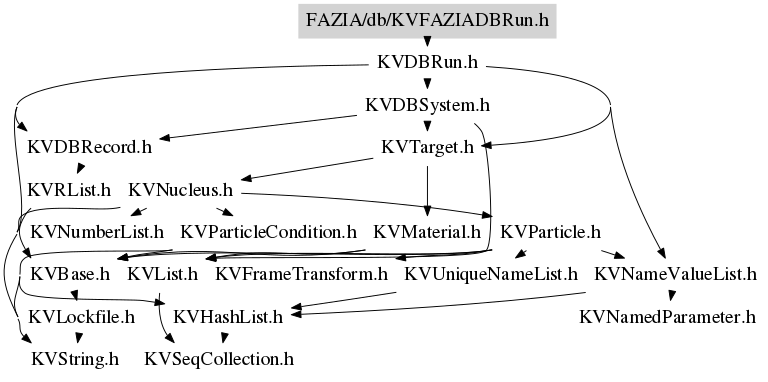 FAZIA/db/KVFAZIADBRun.h
KVDBRun.h
KVDBSystem.h
KVDBRecord.h
KVTarget.h
KVRList.h
KVNucleus.h
KVNumberList.h
KVParticleCondition.h
KVMaterial.h
KVParticle.h
KVBase.h
KVList.h
KVFrameTransform.h
KVUniqueNameList.h
KVNameValueList.h
KVLockfile.h
KVHashList.h
KVNamedParameter.h
KVString.h
KVSeqCollection.h